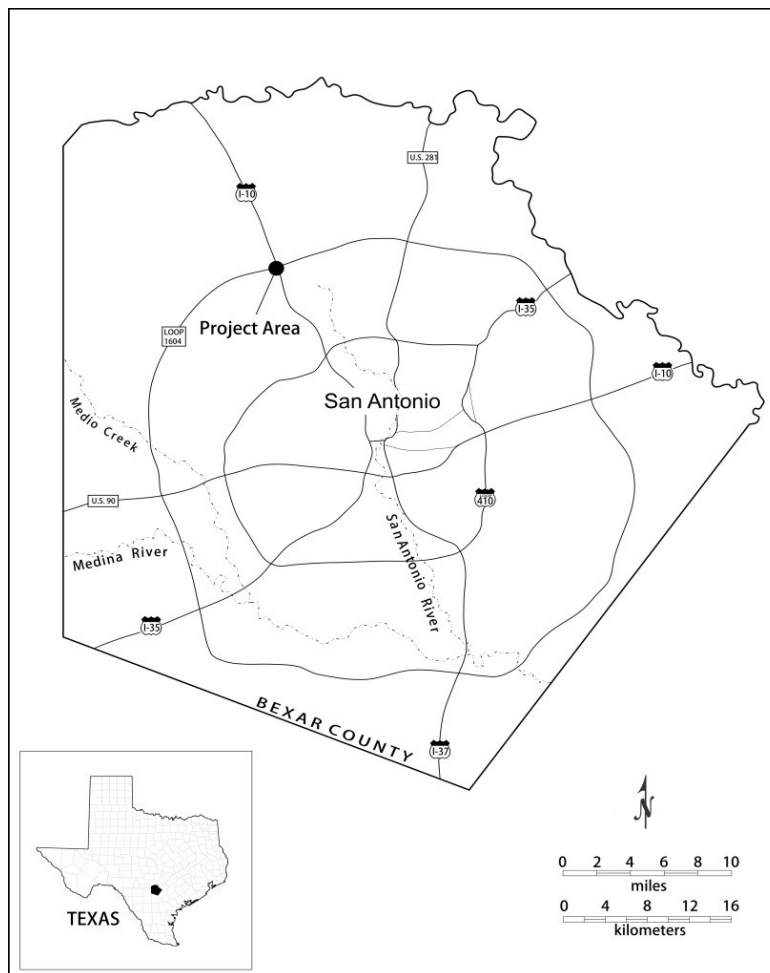 U.S. 281
I-10
I-35
Project Area
LOOP
1604
I-10
San Antonio
Medio Creek
U.S. 90
410
San Antonio River
Medina River
I-35
BEXAR COUNTY
I-37
TEXAS
N
0 2 4 6 8 10
miles
0 4 8 12 16
kilometers